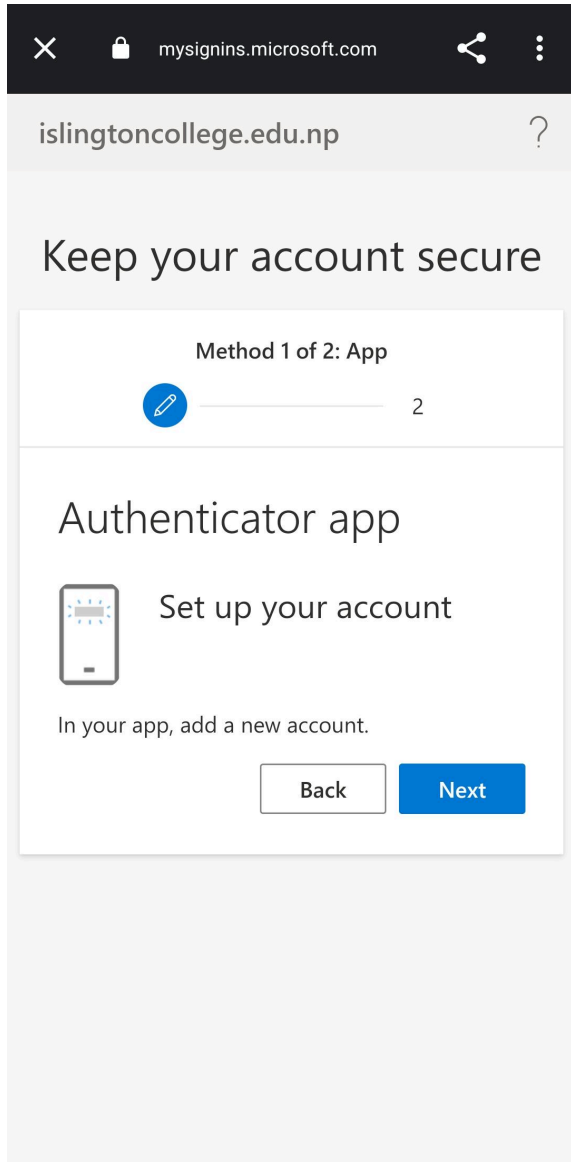 mysignins.microsoft.com
islingtoncollege.edu.np ?
Keep your account secure
Method 1 of 2: App
2
Authenticator app
Set up your account
In your app, add a new account.
Back Next